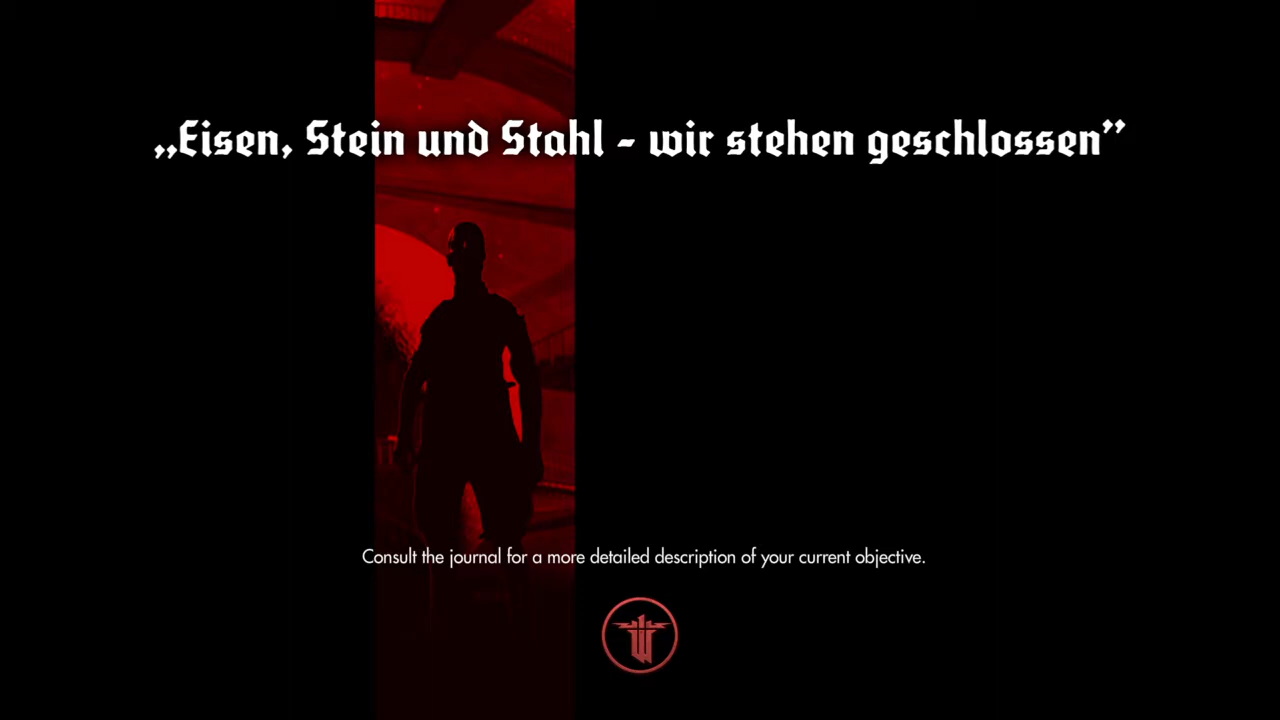 „Eisen, Stein und Stahl - wir stehen geschlossen”
Consult the journal for a more detailed description of your current objective.